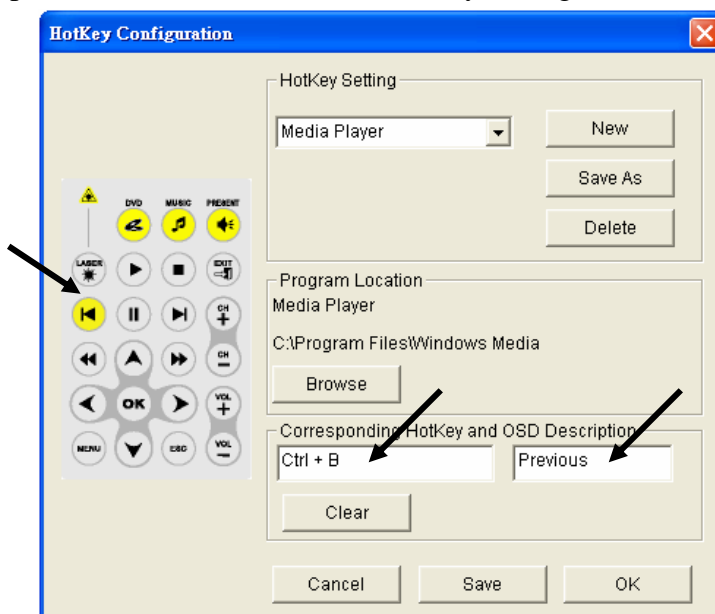 HotKey Configuration
HotKey Setting
Media Player
New
Save As
Delete
DVD MUSIC PRESENT
LASER EXIT
CH
+
CH
-
OK
VOL
+
MENU ESC VOL
-
Program Location
Media Player
C:\Program Files\Windows Media
Browse
Corresponding HotKey and OSD Description
Ctrl + B
Previous
Clear
Cancel Save OK